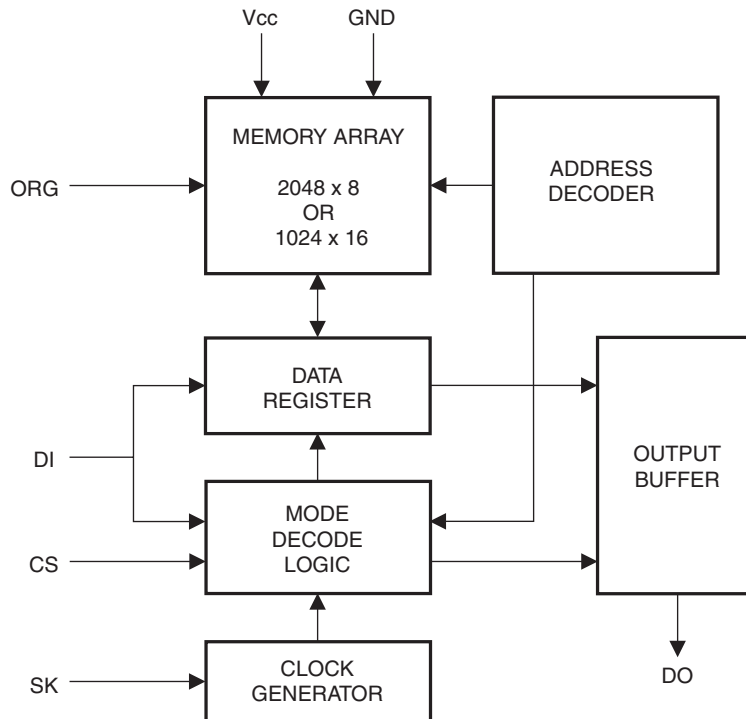 Vcc
GND
MEMORY ARRAY
2048 x 8
OR
1024 x 16
ADDRESS
DECODER
ORG
DATA
REGISTER
DI
OUTPUT
BUFFER
MODE
DECODE
LOGIC
CS
CLOCK
GENERATOR
SK
DO